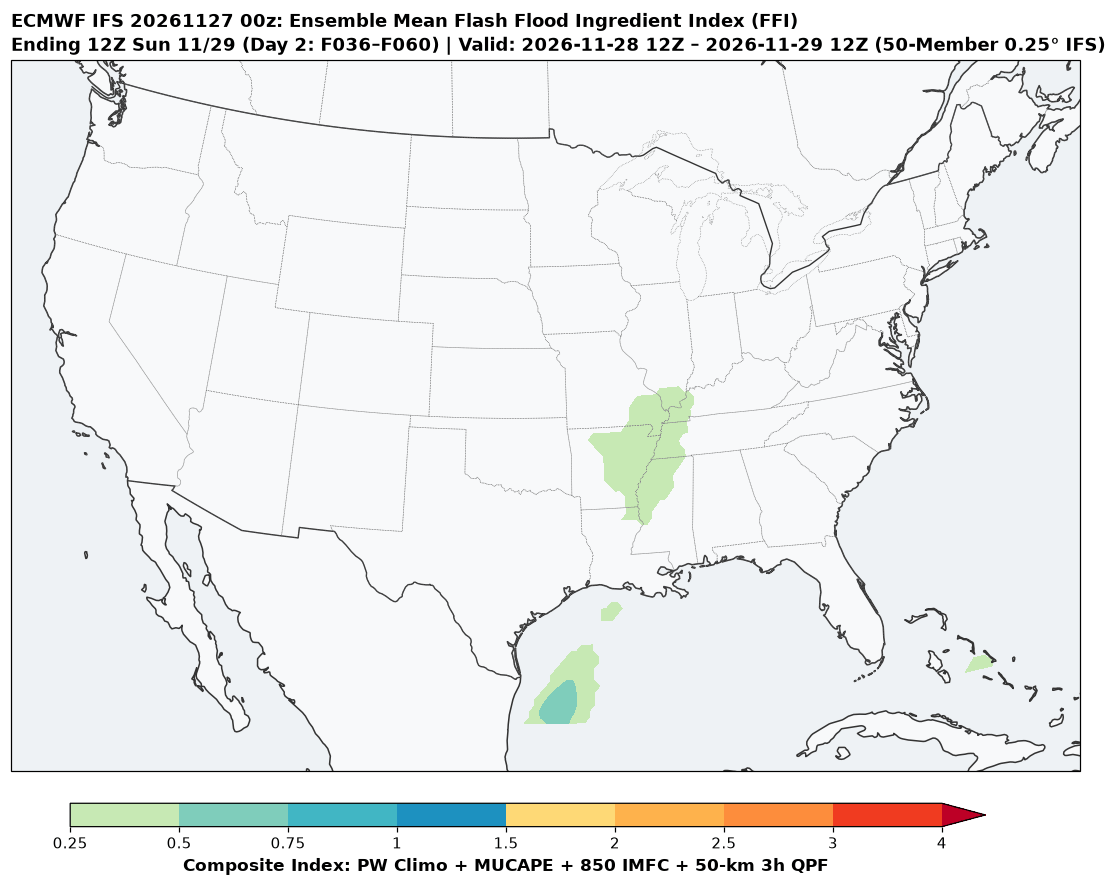 ECMWF IFS 20261127 00z: Ensemble Mean Flash Flood Ingredient Index (FFI)
Ending 12Z Sun 11/29 (Day 2: F036–F060) | Valid: 2026-11-28 12Z – 2026-11-29 12Z (50-Member 0.25° IFS)
0.25 0.5 0.75 1 1.5 2 2.5 3 4
Composite Index: PW Climo + MUCAPE + 850 IMFC + 50-km 3h QPF